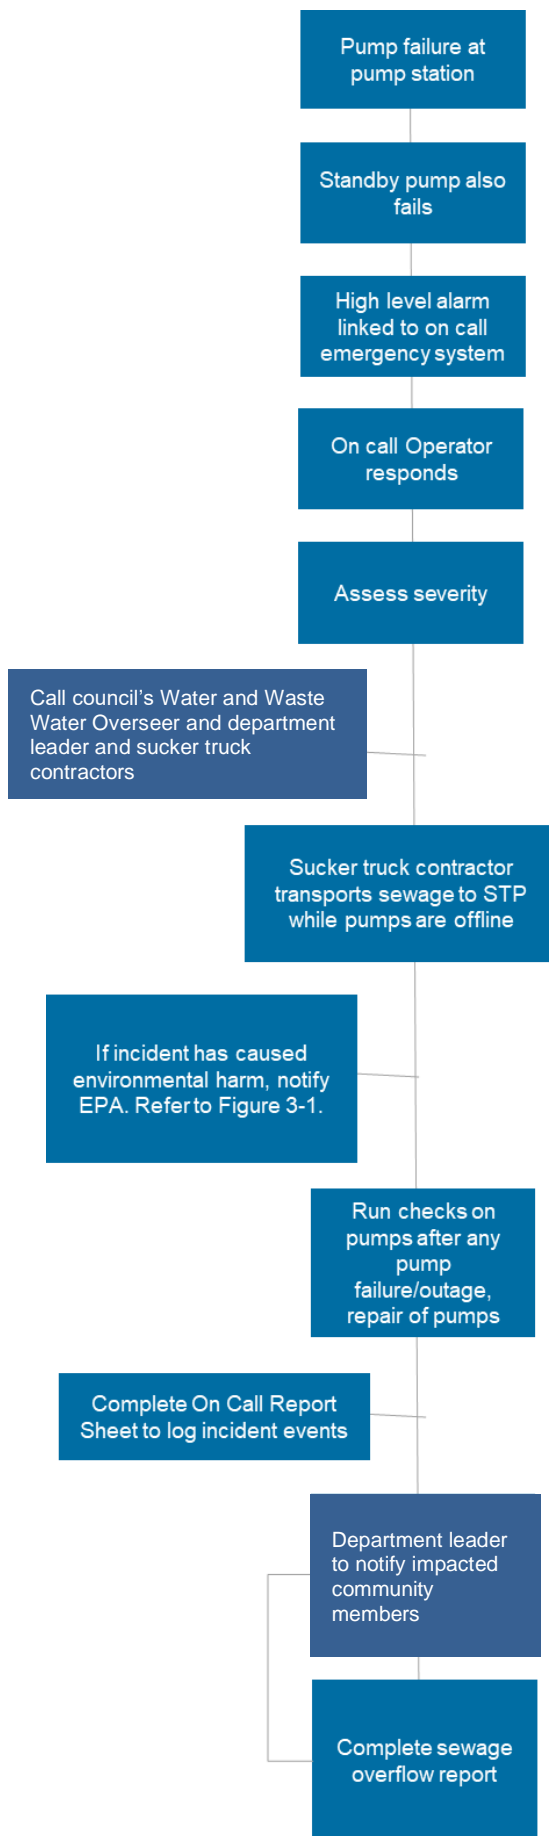 Pump failure at
pump station
Standby pump also
fails
High level alarm
linked to on call
emergency system
On call Operator
responds
Assess severity
Call council's Water and Waste
Water Overseer and department
leader and sucker truck
contractors
Sucker truck contractor
transports sewage to STP
while pumps are offline
If incident has caused
environmental harm, notify
EPA. Refer to Figure 3-1.
Run checks on
pumps after any
pump
failure/outage,
repair of pumps
Complete On Call Report
Sheet to log incident events
Department leader
to notify impacted
community
members
Complete sewage
overflow report